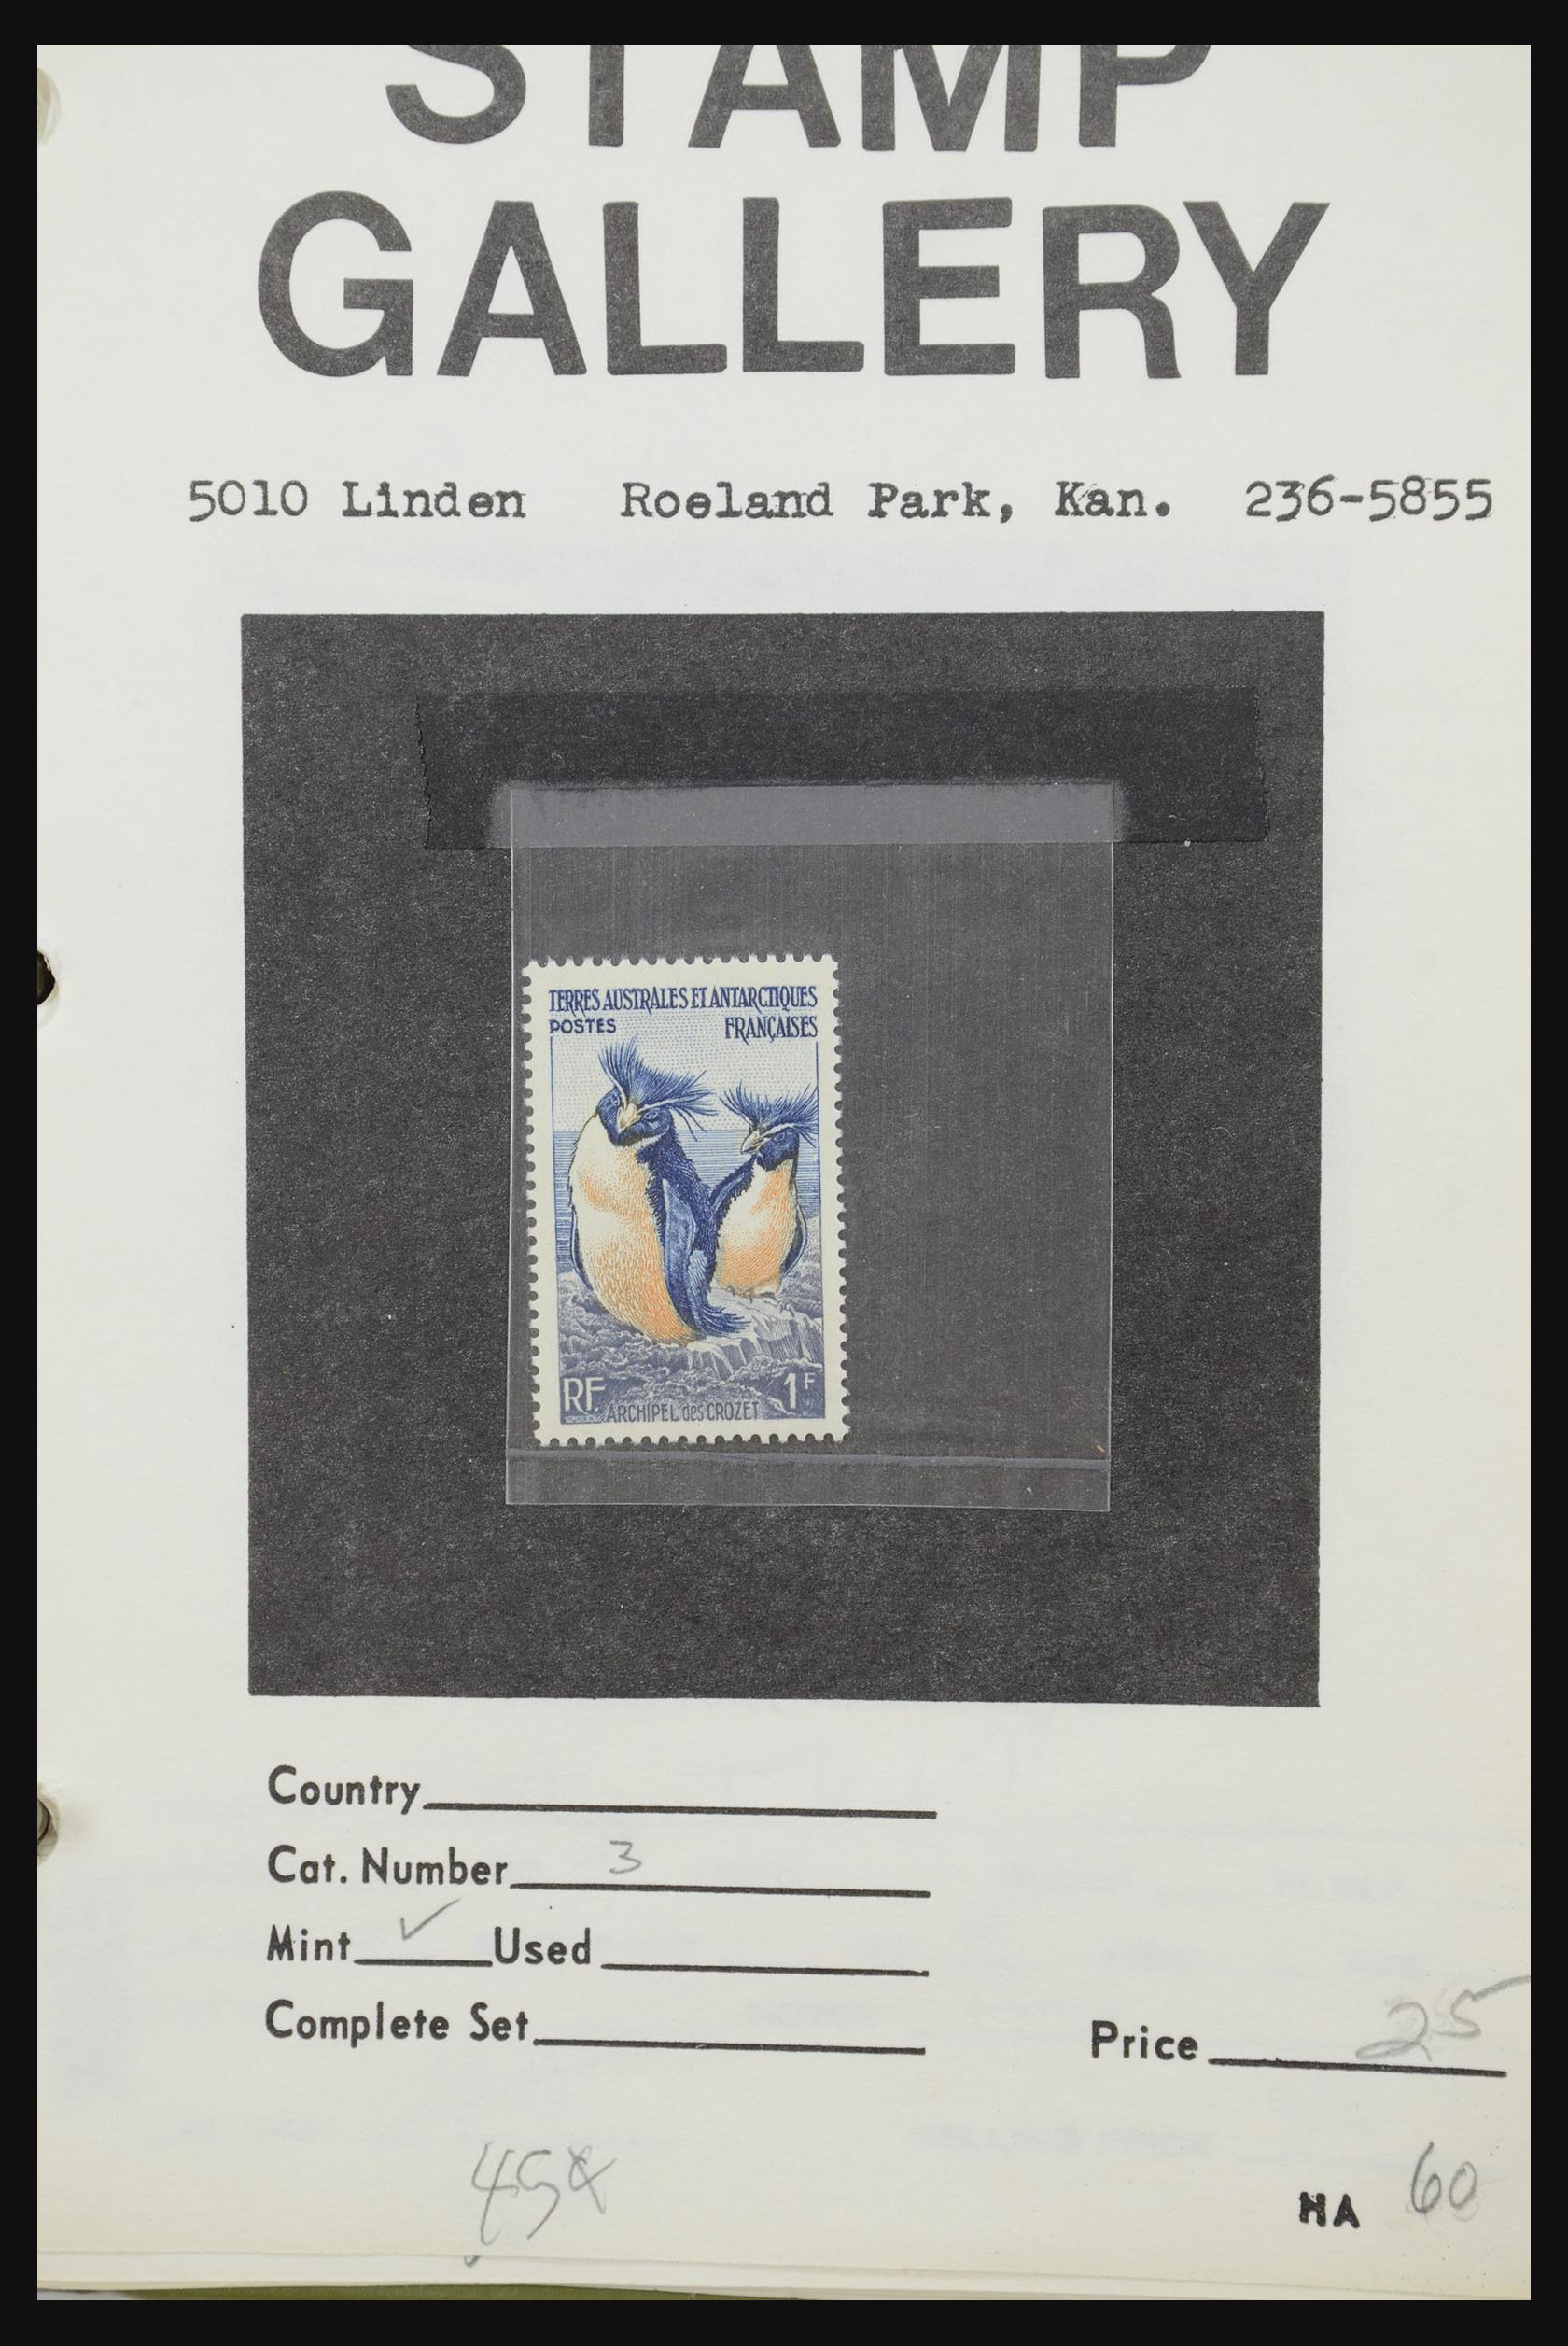 STAMP
GALLERY
5010 Linden Roeland Park, Kan. 236-5855
TERRES AUSTRALES ET ANTARCTIQUES
POSTES FRANÇAISES
RF 1F
ARCHIPEL des CROZET
Country
Cat. Number 3
Mint ✓ Used
Complete Set
Price 25
45¢
NA 60